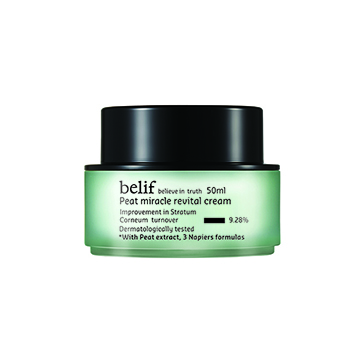 belif believe in truth 50ml
Peat miracle revital cream
Improvement in Stratum
Corneum turnover 9.28%
Dermatologically tested
*With Peat extract, 3 Napiers formulas